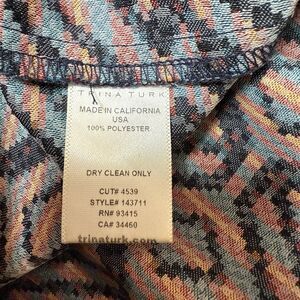 TRINA TURK
MADE IN CALIFORNIA
USA
100% POLYESTER
DRY CLEAN ONLY
CUT# 4539
STYLE# 143711
RN# 93415
CA# 34460
trinaturk.com